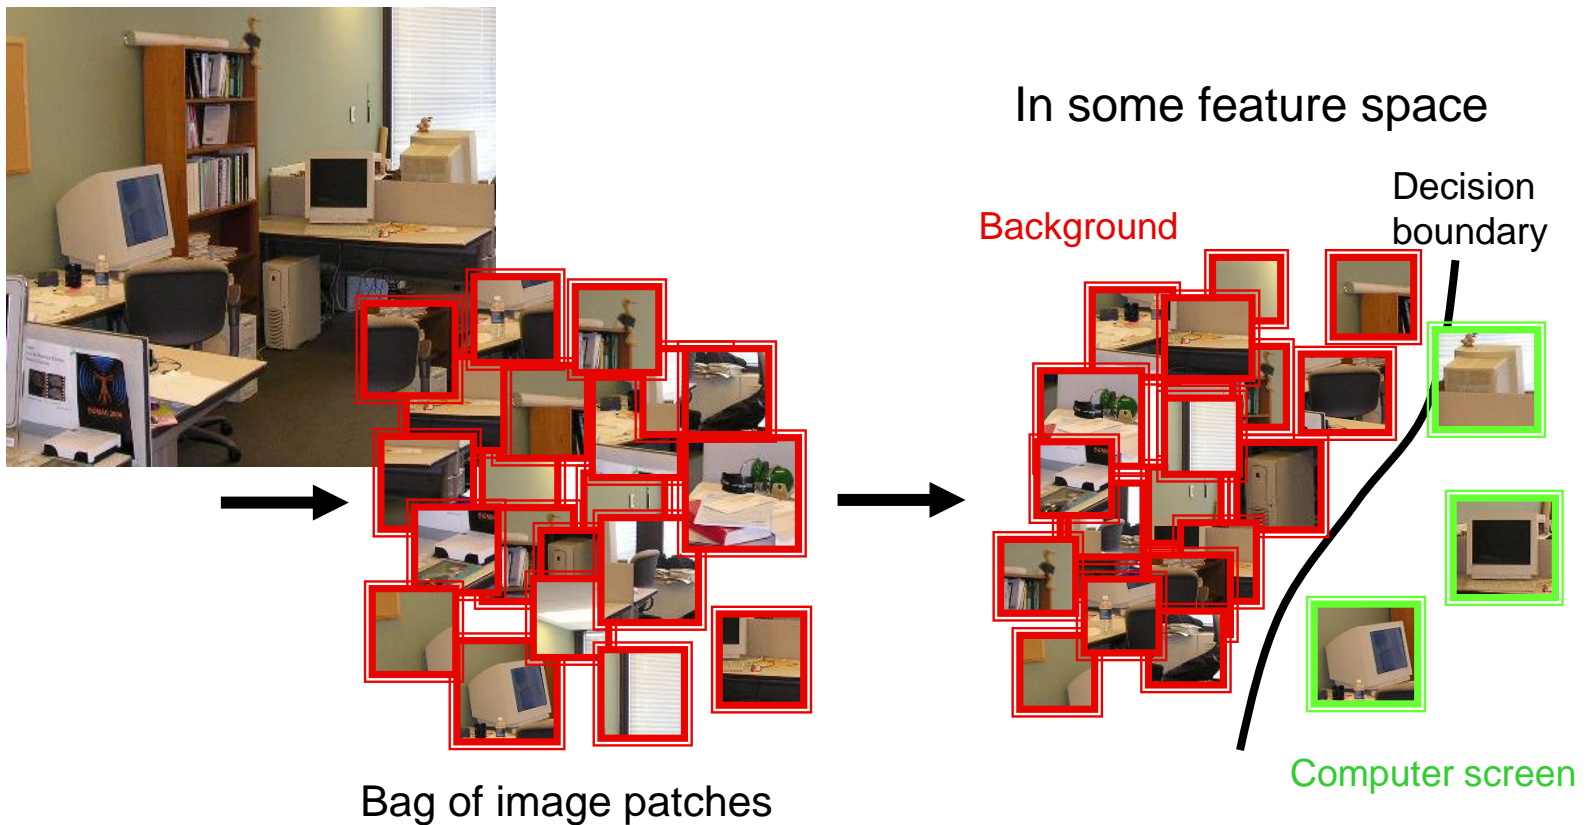 In some feature space
Decision
boundary
Background
Computer screen
Bag of image patches